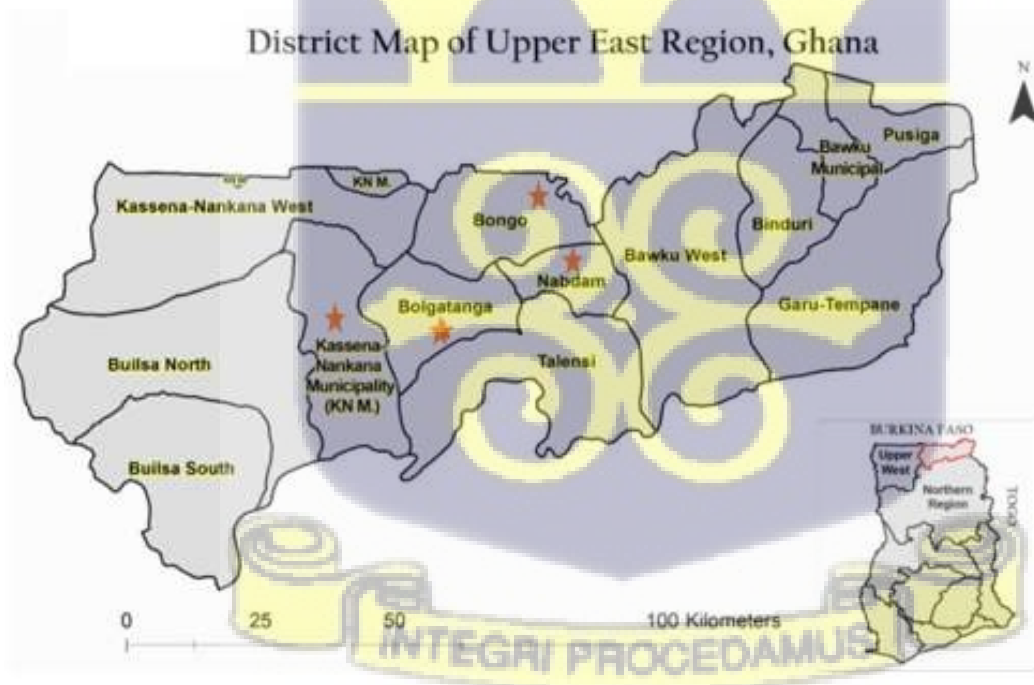 District Map of Upper East Region, Ghana
N
Pusiga
Bawku
Municipal
KN M.
Kassena-Nankana West
Bongo
Binduri
Bawku West
Nabdam
Bolgatanga
Garu-Tempane
Kassena-
Nankana
Municipality
(KN M.)
Builsa North
Talensi
Builsa South
BURKINA FASO
Upper
West
Northern
Region
TOGO
0 25 50 100 Kilometers
INTEGRI PROCEDAMUS